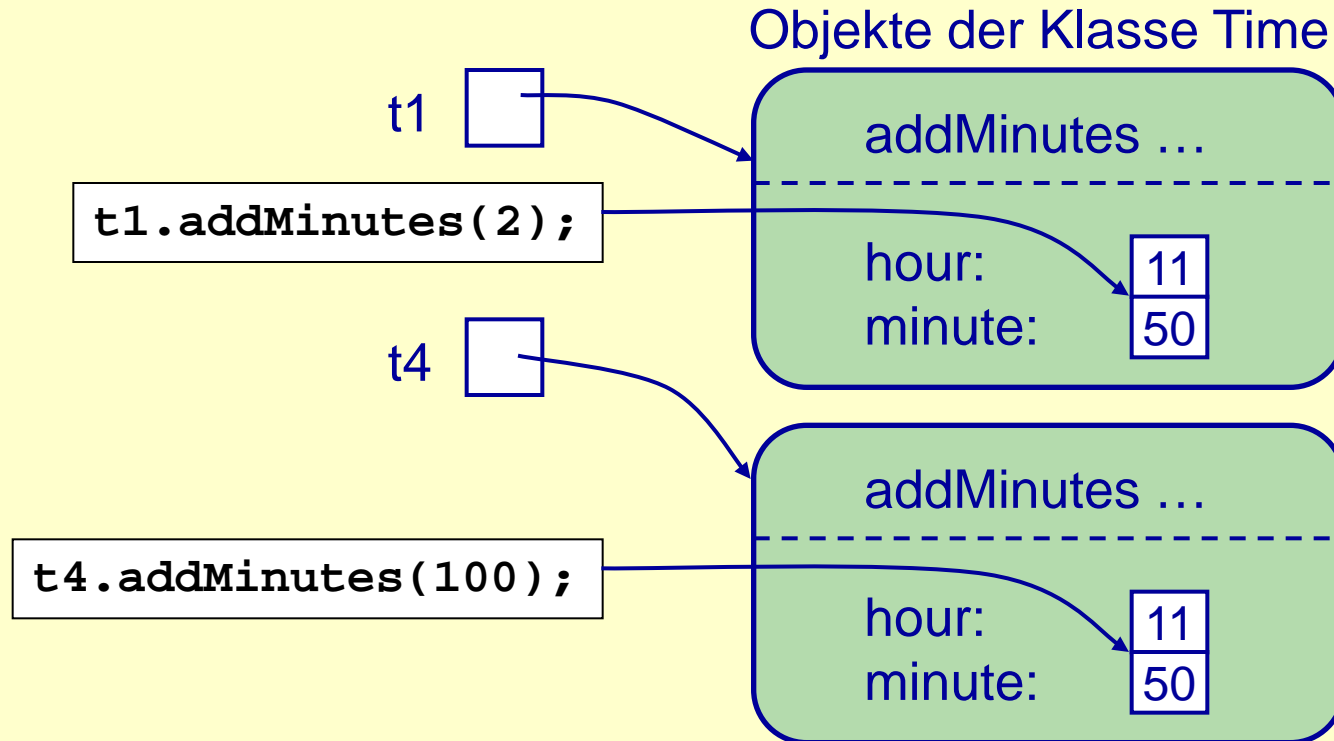 Objekte der Klasse Time
t1
addMinutes …
t1.addMinutes(2);
hour: 11
minute: 50
t4
addMinutes …
t4.addMinutes(100);
hour: 11
minute: 50